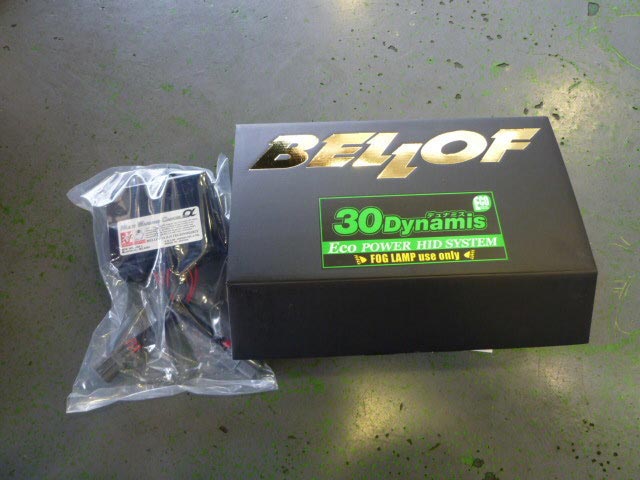 BELLOF
eco
デュナミス
30Dynamis
Eco POWER HID SYSTEM
FOG LAMP use only
α